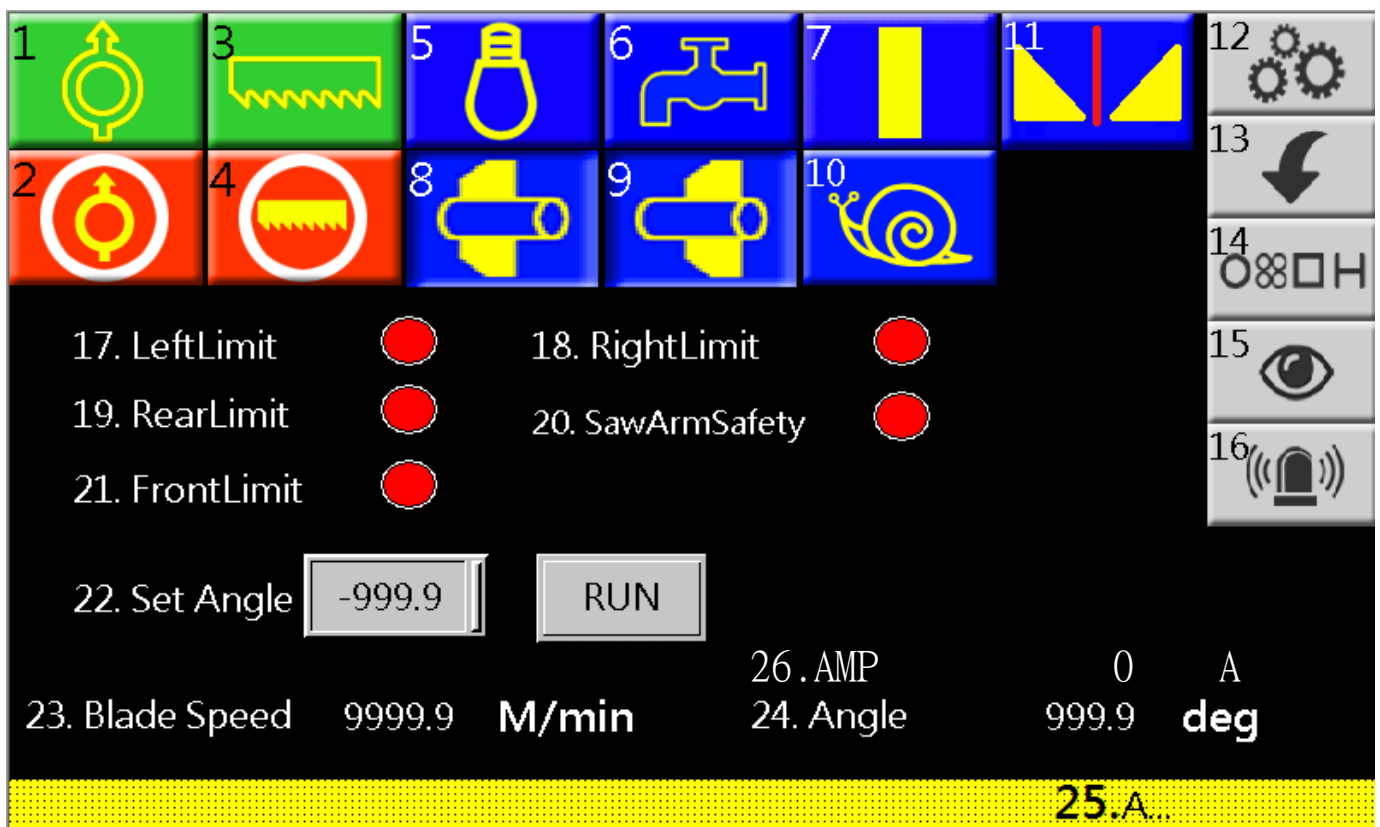 1 3 5 6 7 11 12
13
2 4 8 9 10
14
15
16
17. LeftLimit 18. RightLimit
19. RearLimit 20. SawArmSafety
21. FrontLimit
22. Set Angle -999.9 RUN
26.AMP 0 A
23. Blade Speed 9999.9 M/min 24. Angle 999.9 deg
25.A...